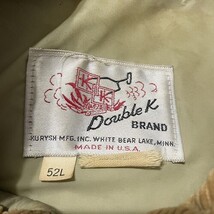 K K
Double K
BRAND
KURYSH MFG. INC. WHITE BEAR LAKE, MINN.
MADE IN U.S.A.
52L